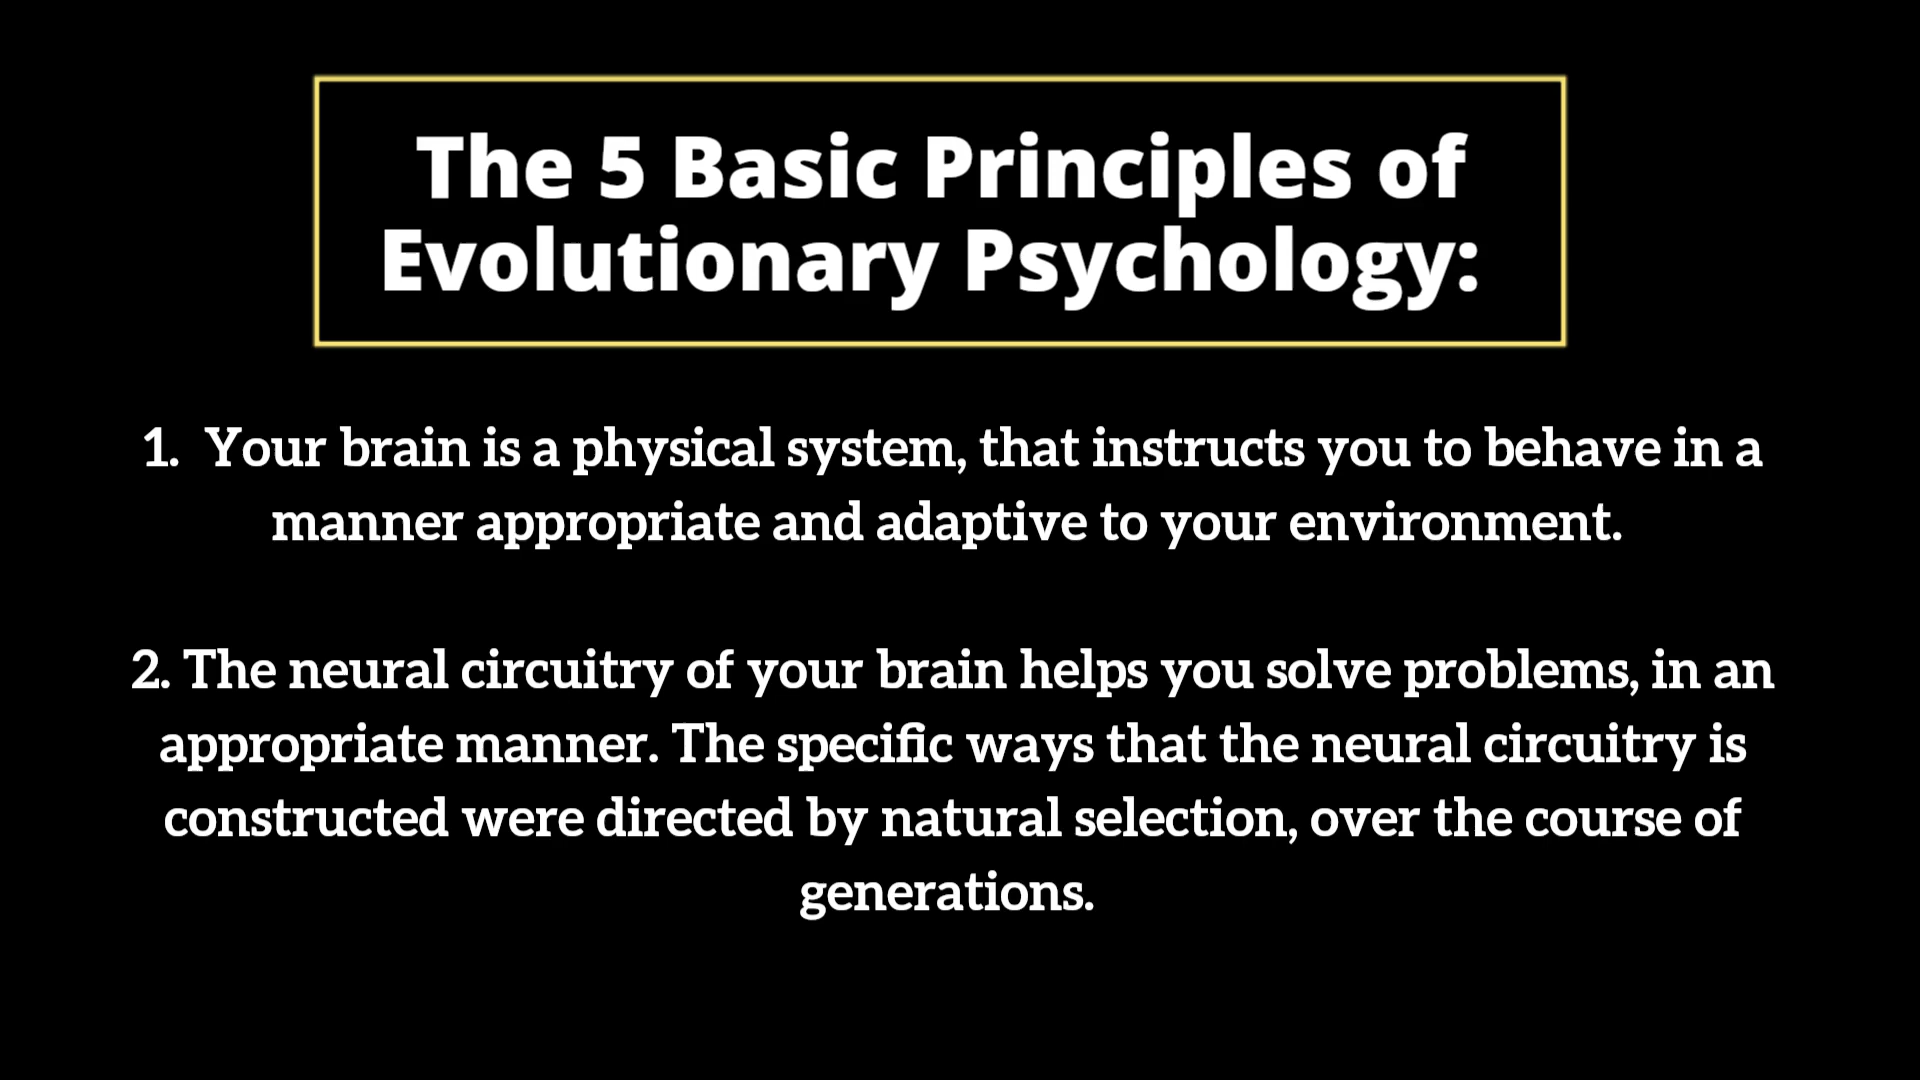 The 5 Basic Principles of
Evolutionary Psychology:
1. Your brain is a physical system, that instructs you to behave in a
manner appropriate and adaptive to your environment.
2. The neural circuitry of your brain helps you solve problems, in an
appropriate manner. The specific ways that the neural circuitry is
constructed were directed by natural selection, over the course of
generations.